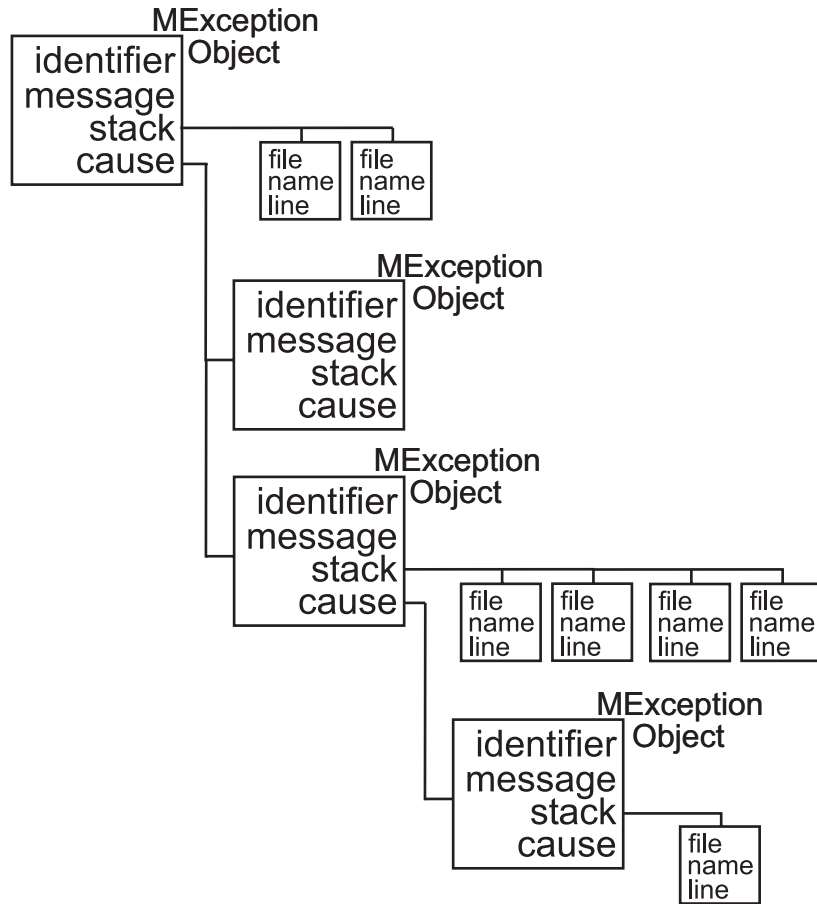 MException
Object
identifier
message
stack
cause
file
name
line
file
name
line
MException
Object
identifier
message
stack
cause
MException
Object
identifier
message
stack
cause
file
name
line
file
name
line
file
name
line
file
name
line
MException
Object
identifier
message
stack
cause
file
name
line